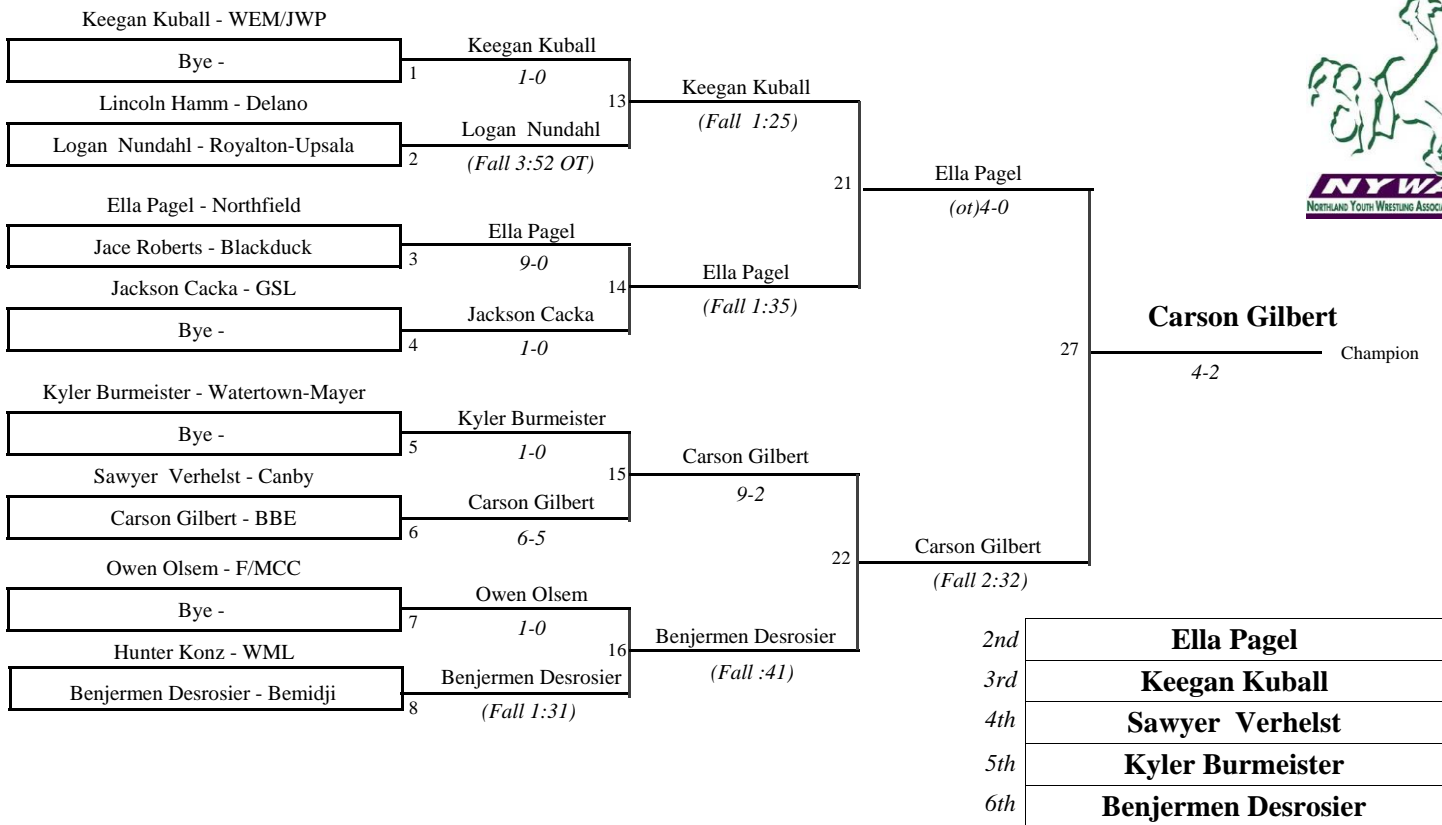 Keegan Kuball - WEM/JWP
Bye -
1
Keegan Kuball
1-0
Lincoln Hamm - Delano
Logan  Nundahl - Royalton-Upsala
2
Logan  Nundahl
(Fall 3:52 OT)
13
Keegan Kuball
(Fall  1:25)
Ella Pagel - Northfield
Jace Roberts - Blackduck
3
Ella Pagel
9-0
Jackson Cacka - GSL
Bye -
4
Jackson Cacka
1-0
14
Ella Pagel
(Fall 1:35)
21
Ella Pagel
(ot)4-0
Kyler Burmeister - Watertown-Mayer
Bye -
5
Kyler Burmeister
1-0
Sawyer  Verhelst - Canby
Carson Gilbert - BBE
6
Carson Gilbert
6-5
15
Carson Gilbert
9-2
Owen Olsem - F/MCC
Bye -
7
Owen Olsem
1-0
Hunter Konz - WML
Benjermen Desrosier - Bemidji
8
Benjermen Desrosier
(Fall 1:31)
16
Benjermen Desrosier
(Fall :41)
22
Carson Gilbert
(Fall 2:32)
27
Carson Gilbert
4-2
Champion
NYWA
NORTHLAND YOUTH WRESTLING
2nd Ella Pagel
3rd Keegan Kuball
4th Sawyer  Verhelst
5th Kyler Burmeister
6th Benjermen Desrosier